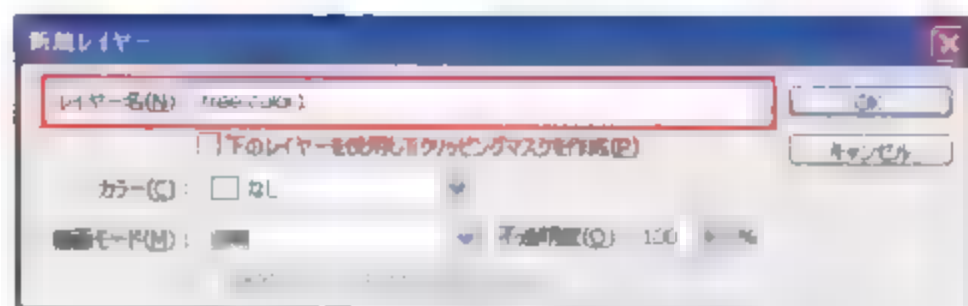 新規レイヤー
レイヤー名(N)
OK
下のレイヤーを使用してクリッピングマスクを作成(P)
キャンセル
カラー(C): なし
モード(M): 不透明度(O): 100 %